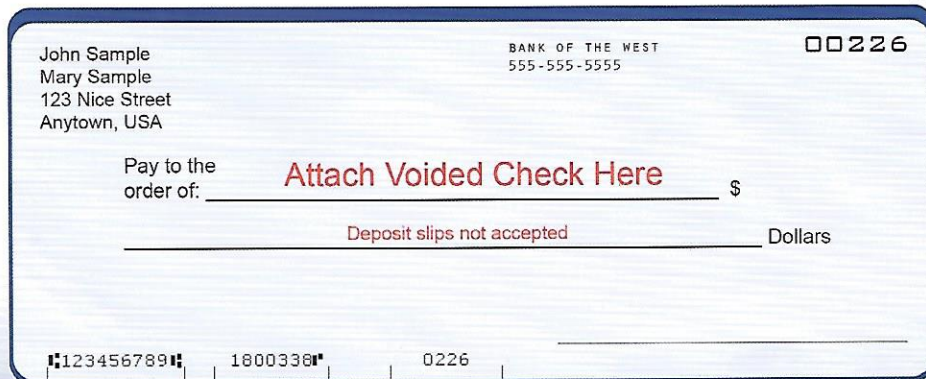 John Sample
Mary Sample
123 Nice Street
Anytown, USA
BANK OF THE WEST
555-555-5555
00226
Pay to the
order of: Attach Voided Check Here $
Deposit slips not accepted Dollars
⑆123456789⑆ 1800338⑈ 0226